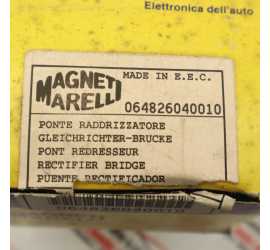 Elettronica dell'auto
MAGNETI
MARELLI
MADE IN E.E.C.
064826040010
PONTE RADDRIZZATORE
GLEICHRICHTER-BRUCKE
PONT REDRESSEUR
RECTIFIER BRIDGE
PUENTE RECTIFICADOR